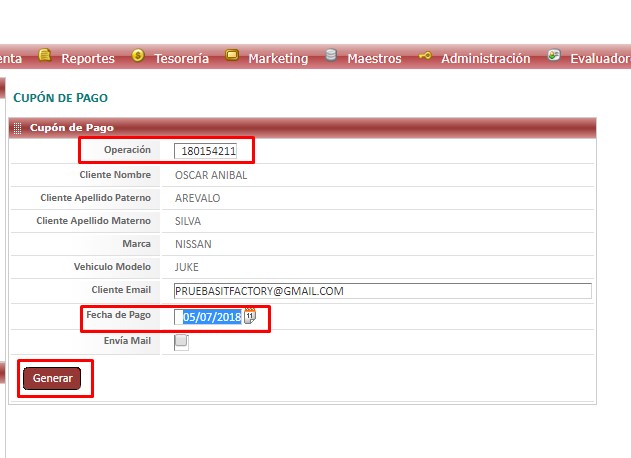 enta Reportes Tesorería Marketing Maestros Administración Evaluador
CUPÓN DE PAGO
Cupón de Pago
Operación 180154211
Cliente Nombre OSCAR ANIBAL
Cliente Apellido Paterno AREVALO
Cliente Apellido Materno SILVA
Marca NISSAN
Vehiculo Modelo JUKE
Cliente Email PRUEBASITFACTORY@GMAIL.COM
Fecha de Pago 05/07/2018 11
Envía Mail
Generar